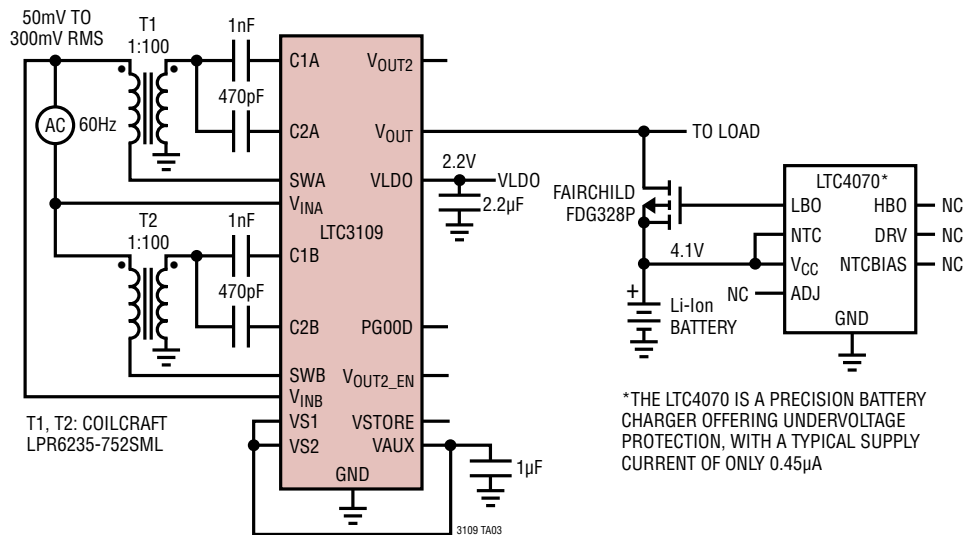 50mV TO
300mV RMS
T1
1:100
1nF
470pF
AC
60Hz
T2
1:100
1nF
470pF
T1, T2: COILCRAFT
LPR6235-752SML
C1A
C2A
SWA
VINA
LTC3109
C1B
C2B
SWB
VINB
VS1
VS2
GND
VOUT2
VOUT
VLDO
PG00D
VOUT2_EN
VSTORE
VAUX
2.2V
VLDO
2.2µF
1µF
3109 TA03
TO LOAD
FAIRCHILD
FDG328P
4.1V
+
Li-Ion
BATTERY
LTC4070*
LBO
HBO
NC
NTC
DRV
NC
VCC
NTCBIAS
NC
NC
ADJ
GND
*THE LTC4070 IS A PRECISION BATTERY
CHARGER OFFERING UNDERVOLTAGE
PROTECTION, WITH A TYPICAL SUPPLY
CURRENT OF ONLY 0.45µA